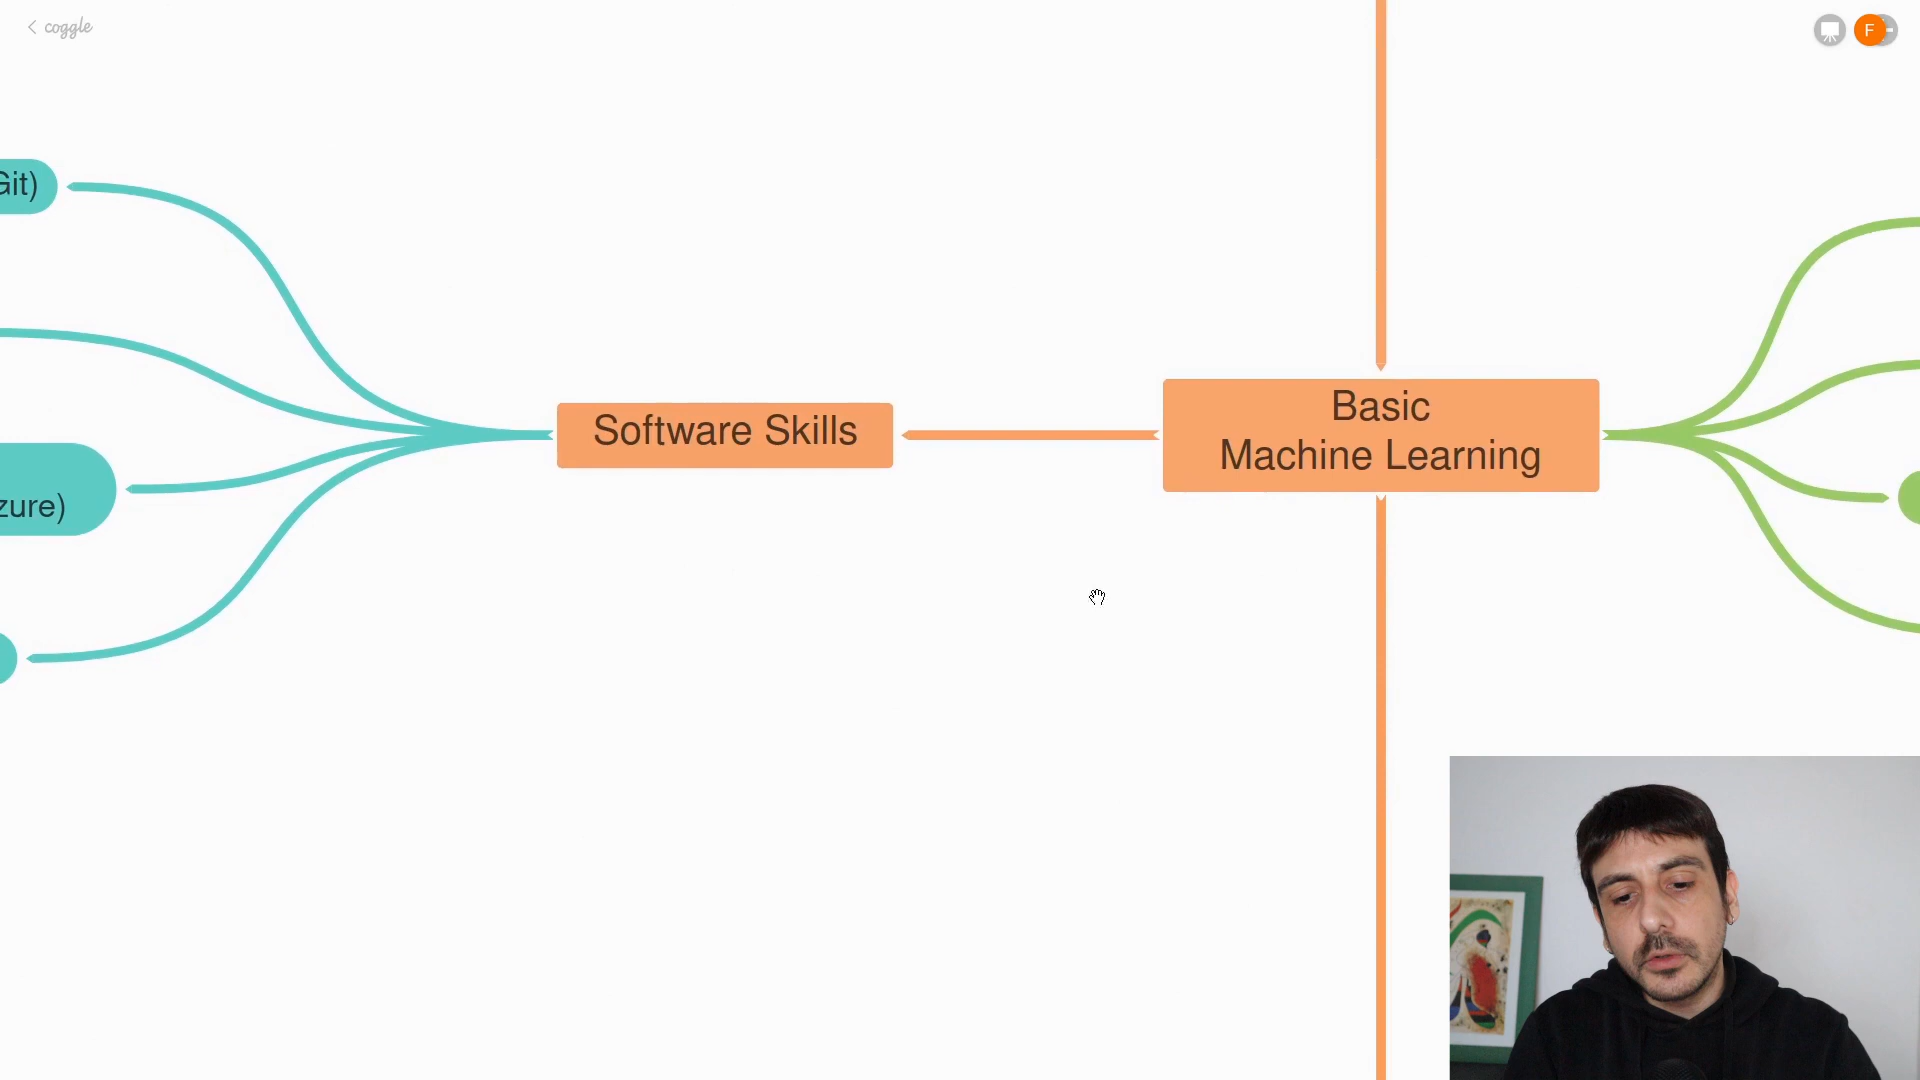 coggle
F
Git)
Software Skills
Basic
Machine Learning
zure)